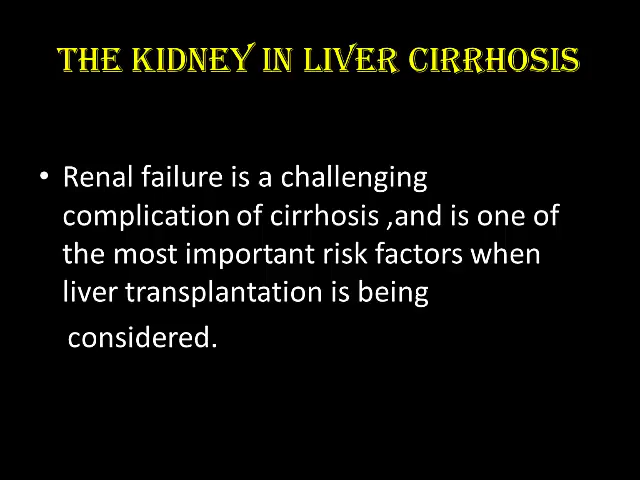 THE KIDNEY IN LIVER CIRRHOSIS
• Renal failure is a challenging
complication of cirrhosis ,and is one of
the most important risk factors when
liver transplantation is being
considered.